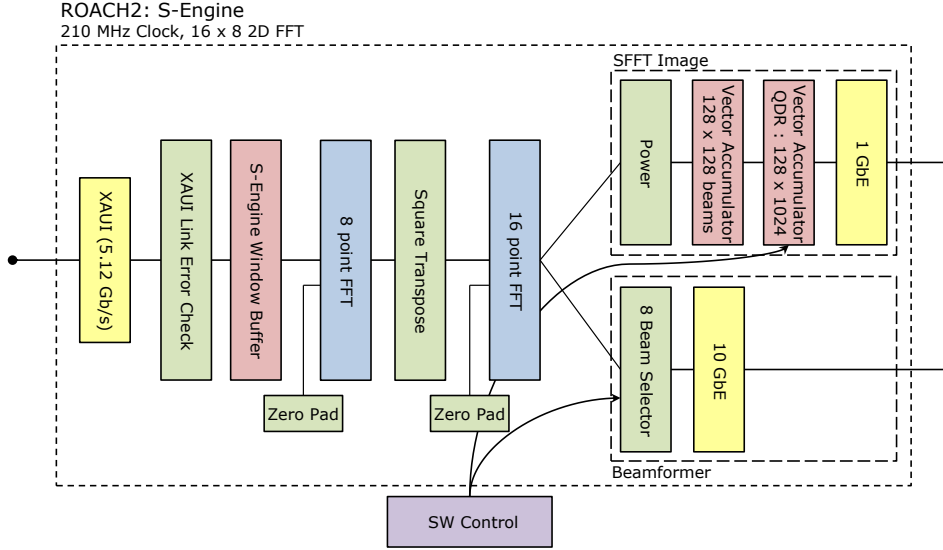 ROACH2: S-Engine
210 MHz Clock, 16 x 8 2D FFT
XAUI (5.12 Gb/s)
XAUI Link Error Check
S-Engine Window Buffer
8 point FFT
Zero Pad
Square Transpose
16 point FFT
Zero Pad
SFFT Image
Power
Vector Accumulator
128 x 128 beams
Vector Accumulator
QDR : 128 x 1024
1 GbE
8 Beam Selector
10 GbE
Beamformer
SW Control